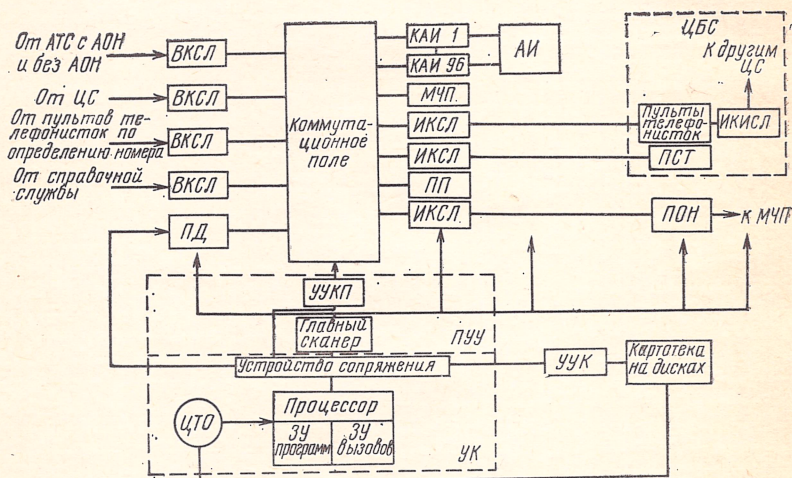 От АТС с АОН
и без АОН
ВКСЛ
От ЦС
ВКСЛ
От пультов те-
лефонисток по
определению номера
ВКСЛ
От справочной
службы
ВКСЛ
ПД
Коммута-
ционное
поле
КАИ 1
КАИ 96
АИ
МЧП.
ИКСЛ
ИКСЛ
ПП
ИКСЛ
ЦБС
К другим
ЦС
Пульты
телефо-
нисток
ИКИСЛ
ПСТ
ПОН
к МЧП
УУКП
Главный
сканер
ПУУ
Устройство сопряжения
УУК
Картотека
на дисках
ЦТО
Процессор
ЗУ
программ
ЗУ
вызовов
УК